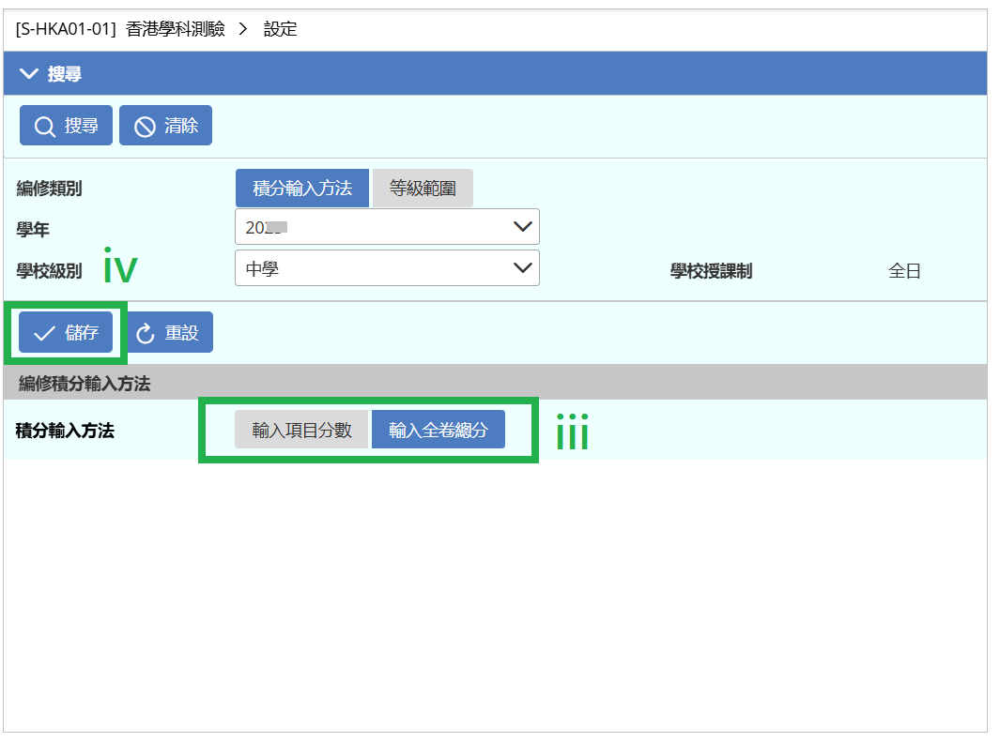 [S-HKA01-01] 香港學科測驗 > 設定
搜尋
搜尋 清除
編修類別 積分輸入方法 等級範圍
學年 202
學校級別 iv 中學 學校授課制 全日
儲存 重設
編修積分輸入方法
積分輸入方法 輸入項目分數 輸入全卷總分 iii